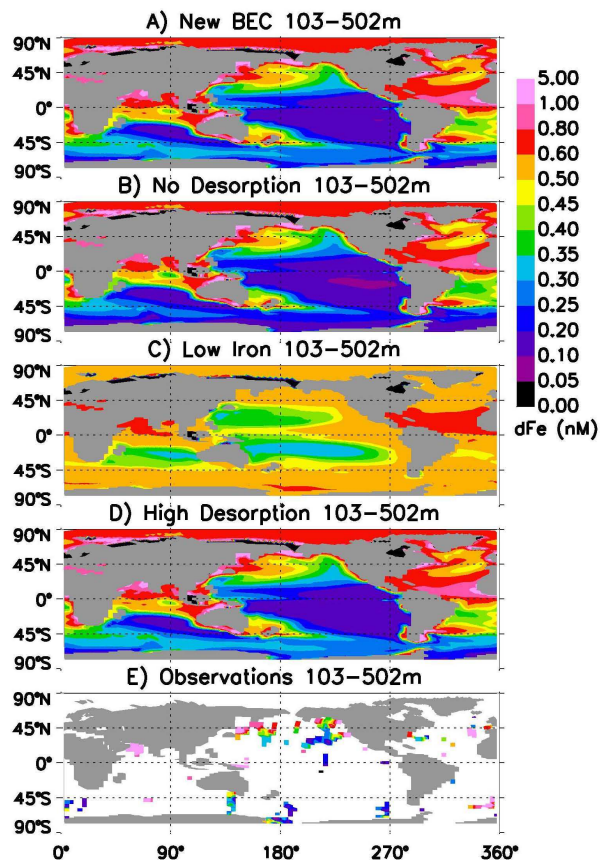 A) New BEC 103-502m
90°N
45°N
0°
45°S
90°S
B) No Desorption 103-502m
90°N
45°N
0°
45°S
90°S
C) Low Iron 103-502m
90°N
45°N
0°
45°S
90°S
D) High Desorption 103-502m
90°N
45°N
0°
45°S
90°S
E) Observations 103-502m
90°N
45°N
0°
45°S
90°S
0° 90° 180° 270° 360°
5.00
1.00
0.80
0.60
0.50
0.45
0.40
0.35
0.30
0.25
0.20
0.10
0.05
0.00
dFe (nM)